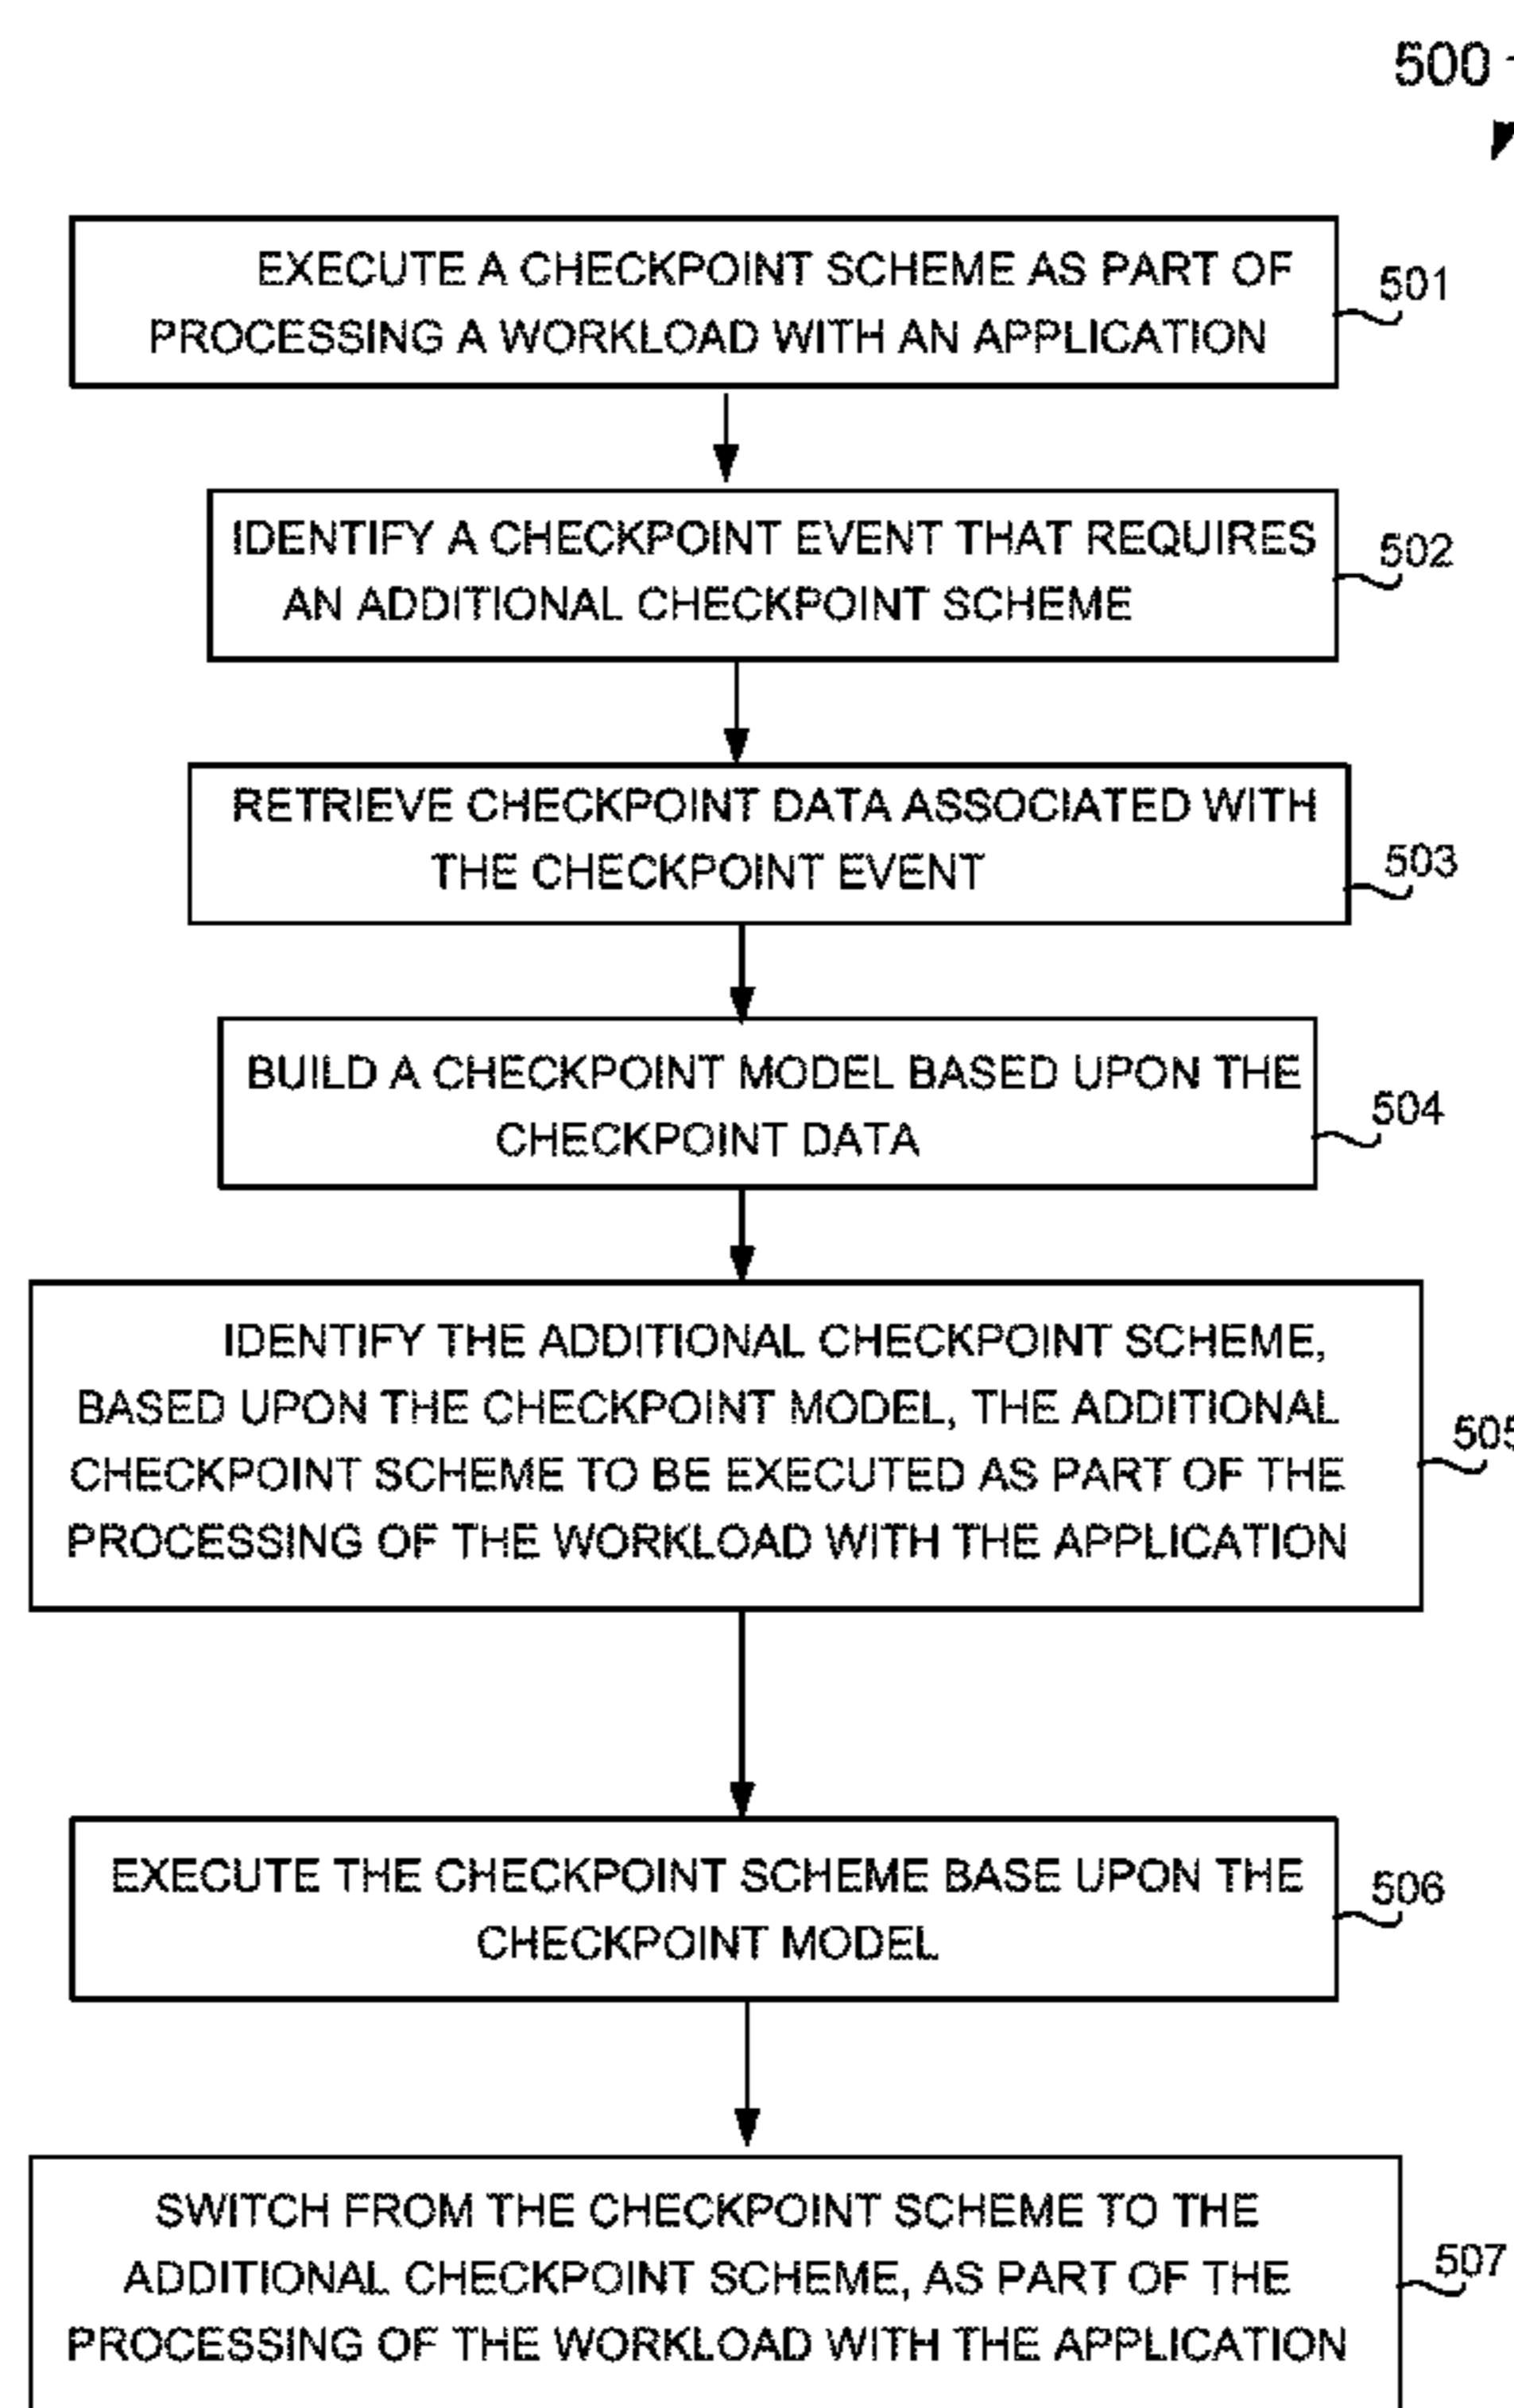 500
EXECUTE A CHECKPOINT SCHEME AS PART OF
PROCESSING A WORKLOAD WITH AN APPLICATION
501
IDENTIFY A CHECKPOINT EVENT THAT REQUIRES
AN ADDITIONAL CHECKPOINT SCHEME
502
RETRIEVE CHECKPOINT DATA ASSOCIATED WITH
THE CHECKPOINT EVENT
503
BUILD A CHECKPOINT MODEL BASED UPON THE
CHECKPOINT DATA
504
IDENTIFY THE ADDITIONAL CHECKPOINT SCHEME,
BASED UPON THE CHECKPOINT MODEL, THE ADDITIONAL
CHECKPOINT SCHEME TO BE EXECUTED AS PART OF THE
PROCESSING OF THE WORKLOAD WITH THE APPLICATION
505
EXECUTE THE CHECKPOINT SCHEME BASE UPON THE
CHECKPOINT MODEL
506
SWITCH FROM THE CHECKPOINT SCHEME TO THE
ADDITIONAL CHECKPOINT SCHEME, AS PART OF THE
PROCESSING OF THE WORKLOAD WITH THE APPLICATION
507